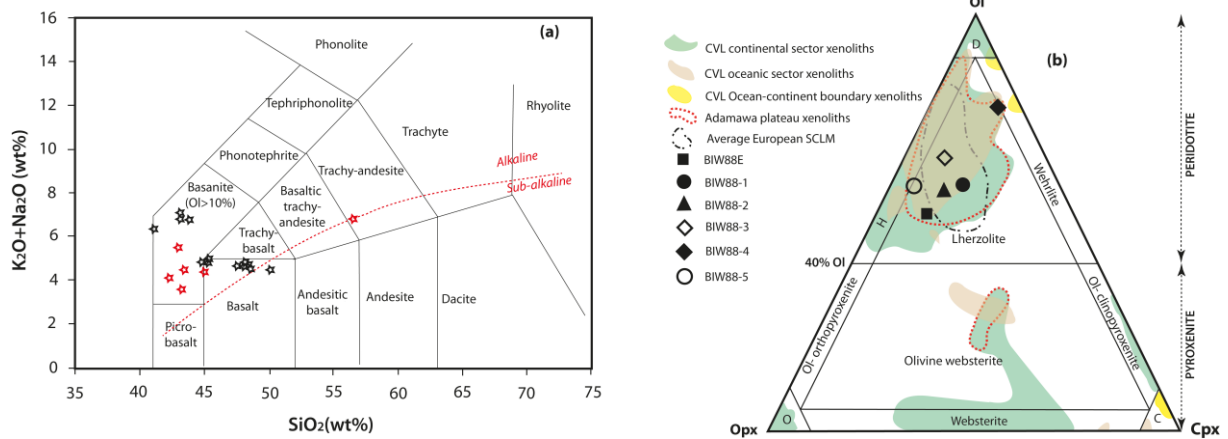 (a)
K2O+Na2O (wt%)
16
14
12
10
8
6
4
2
0
35
40
45
50
55
60
65
70
75
SiO2(wt%)
Phonolite
Tephriphonolite
Rhyolite
Trachyte
Phonotephrite
Alkaline
Trachy-andesite
Sub-alkaline
Basanite
(Ol>10%)
Basaltic
trachy-
andesite
Trachy-
basalt
Basalt
Andesitic
basalt
Andesite
Dacite
Picro-
basalt
(b)
Ol
CVL continental sector xenoliths
CVL oceanic sector xenoliths
CVL Ocean-continent boundary xenoliths
Adamawa plateau xenoliths
Average European SCLM
BIW88E
BIW88-1
BIW88-2
BIW88-3
BIW88-4
BIW88-5
D
PERIDOTITE
Wehrlite
H
Lherzolite
40% Ol
Ol- orthopyroxenite
Ol- clinopyroxenite
PYROXENITE
Olivine websterite
Websterite
O
C
Opx
Cpx